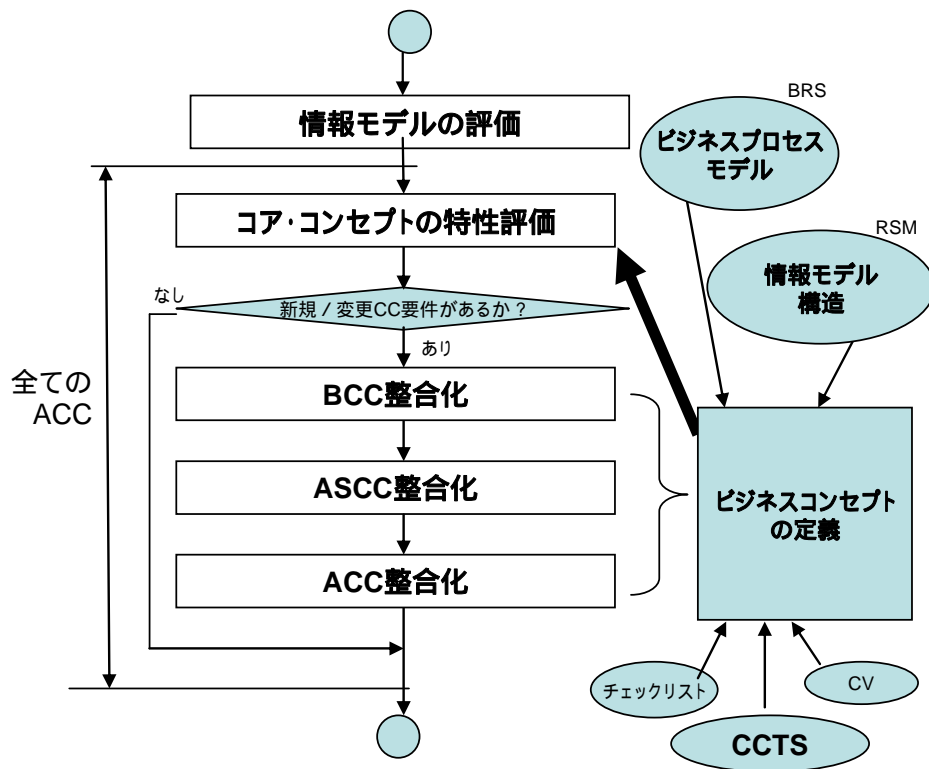 情報モデルの評価
コア・コンセプトの特性評価
なし
新規 / 変更CC要件があるか?
あり
全ての
ACC
BCC整合化
ASCC整合化
ACC整合化
BRS
ビジネスプロセス
モデル
RSM
情報モデル
構造
ビジネスコンセプト
の定義
チェックリスト
CV
CCTS